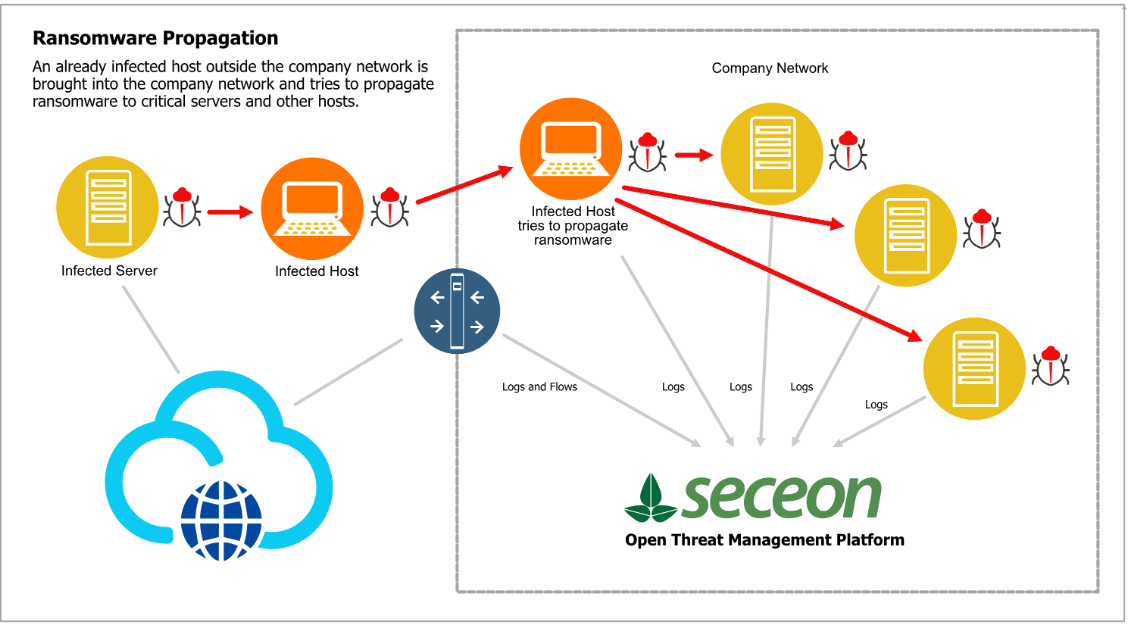 Ransomware Propagation
An already infected host outside the company network is
brought into the company network and tries to propagate
ransomware to critical servers and other hosts.
Company Network
Infected Server
Infected Host
Infected Host
tries to propagate
ransomware
Logs and Flows
Logs
Logs
Logs
Logs
seceon
Open Threat Management Platform